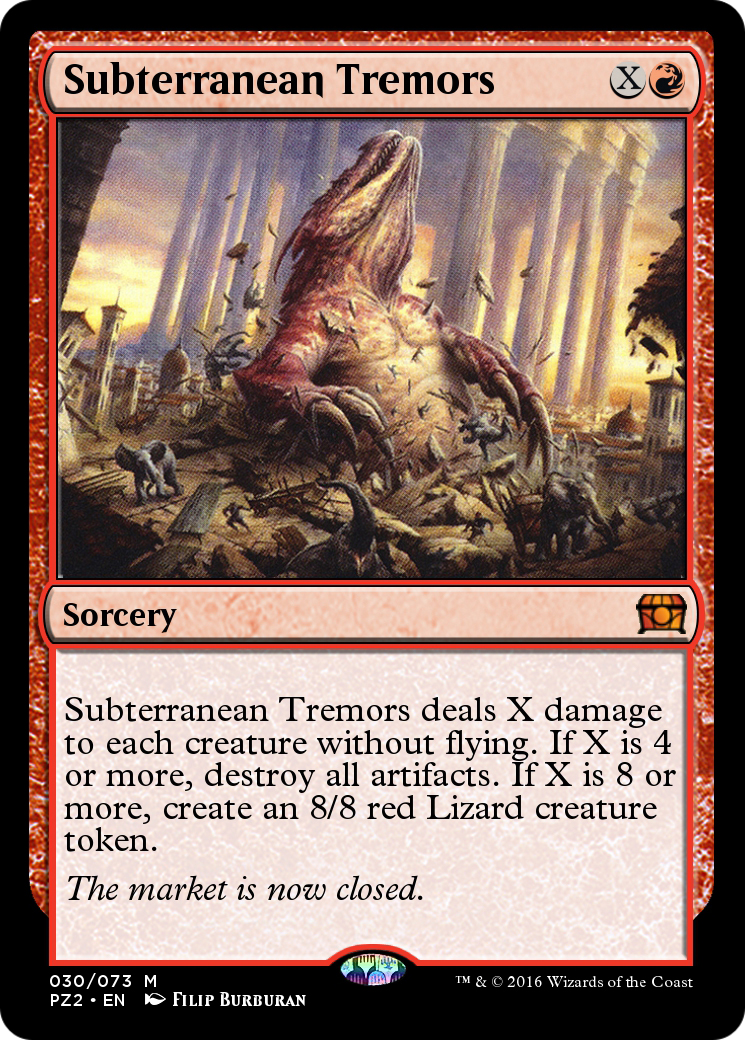 Subterranean Tremors X
Sorcery
Subterranean Tremors deals X damage
to each creature without flying. If X is 4
or more, destroy all artifacts. If X is 8 or
more, create an 8/8 red Lizard creature
token.
The market is now closed.
030/073 M
PZ2 • EN Filip Burburan
™ & © 2016 Wizards of the Coast